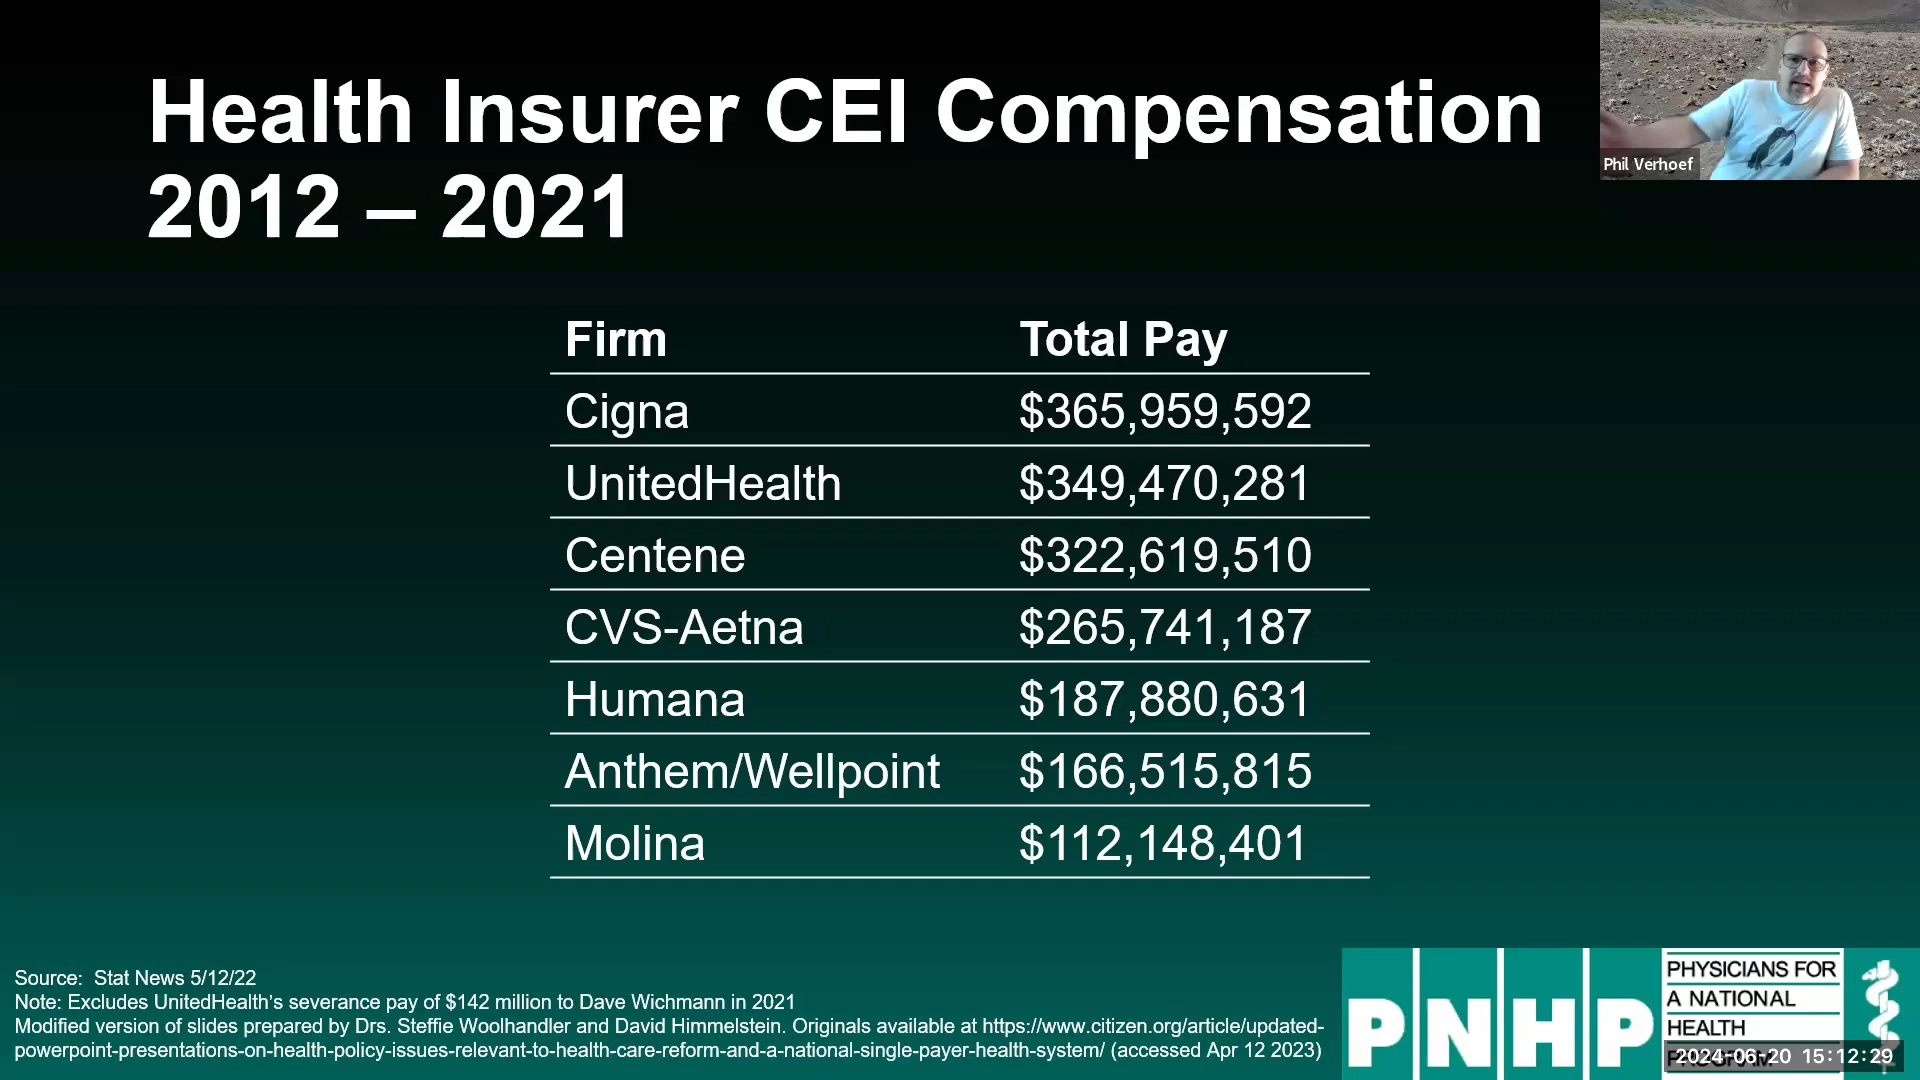 Health Insurer CEI Compensation
2012 – 2021
Phil Verhoef
Firm Total Pay
Cigna $365,959,592
UnitedHealth $349,470,281
Centene $322,619,510
CVS-Aetna $265,741,187
Humana $187,880,631
Anthem/Wellpoint $166,515,815
Molina $112,148,401
Source: Stat News 5/12/22
Note: Excludes UnitedHealth’s severance pay of $142 million to Dave Wichmann in 2021
Modified version of slides prepared by Drs. Steffie Woolhandler and David Himmelstein. Originals available at https://www.citizen.org/article/updated-
powerpoint-presentations-on-health-policy-issues-relevant-to-health-care-reform-and-a-national-single-payer-health-system/ (accessed Apr 12 2023)
PNHP
PHYSICIANS FOR
A NATIONAL
HEALTH
PROGRAM
2024-06-20 15:12:29